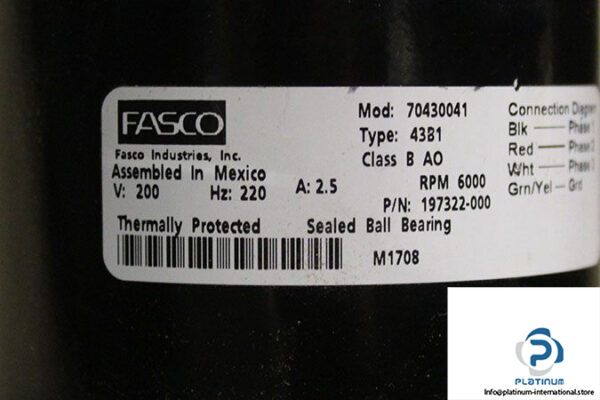 FASCO
Fasco Industries, Inc.
Assembled In Mexico
V: 200 Hz: 220 A: 2.5
Thermally Protected Sealed Ball Bearing
M1708
Mod: 70430041
Type: 43B1
Class B AO
RPM 6000
P/N: 197322-000
Connection Diagram
Blk — Phase 1
Red — Phase 2
Wht — Phase 3
Grn/Yel — Grd
PLATINUM
platinum-international.store